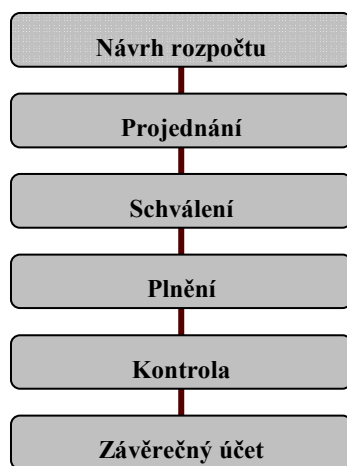 Návrh rozpočtu
Projednání
Schválení
Plnění
Kontrola
Závěrečný účet